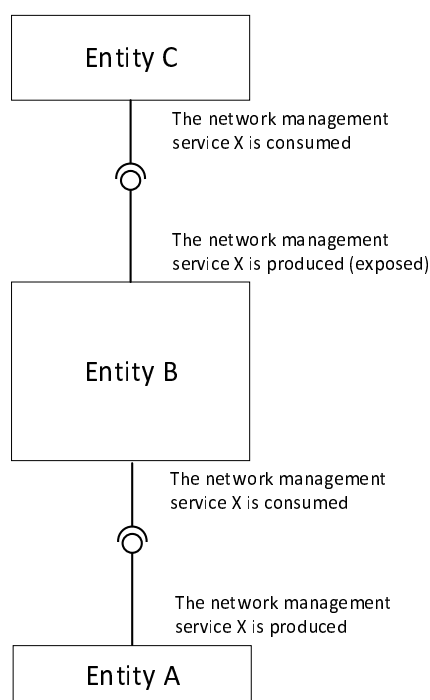 Entity C
The network management
service X is consumed
The network management
service X is produced (exposed)
Entity B
The network management
service X is consumed
The network management
service X is produced
Entity A